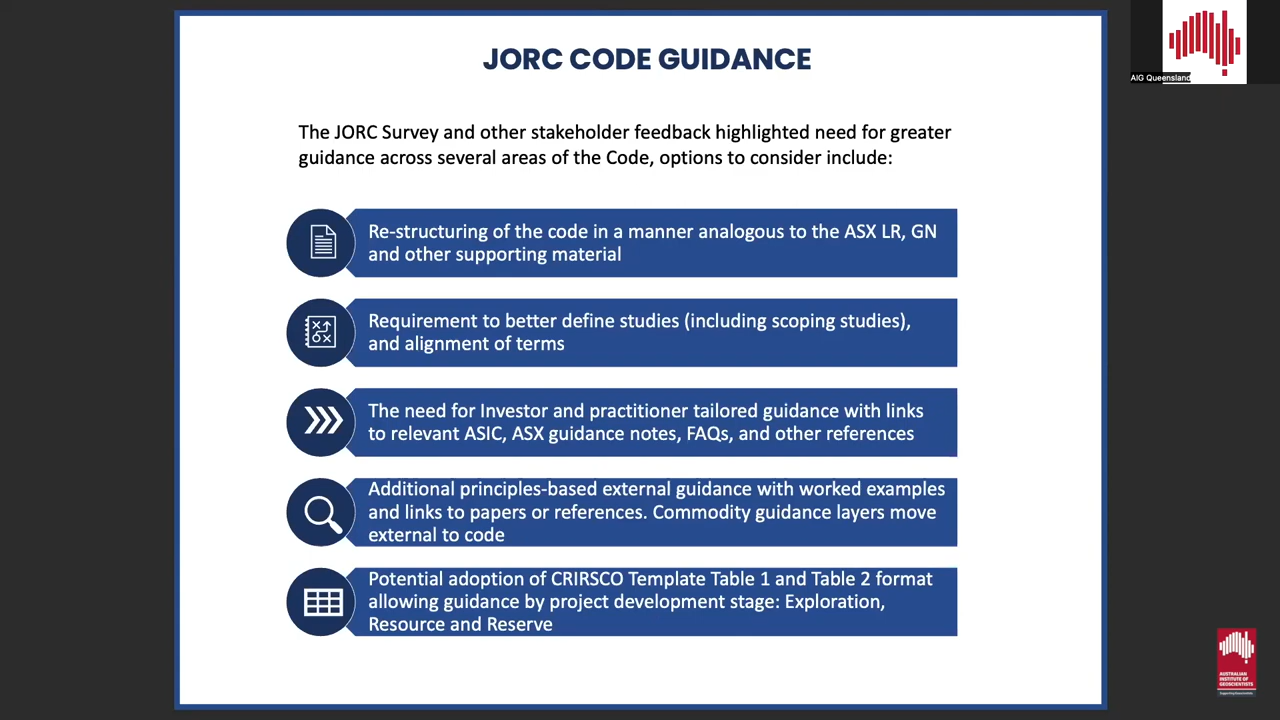 JORC CODE GUIDANCE
AIG Queensland
The JORC Survey and other stakeholder feedback highlighted need for greater
guidance across several areas of the Code, options to consider include:
Re-structuring of the code in a manner analogous to the ASX LR, GN
and other supporting material
Requirement to better define studies (including scoping studies),
and alignment of terms
The need for Investor and practitioner tailored guidance with links
to relevant ASIC, ASX guidance notes, FAQs, and other references
Additional principles-based external guidance with worked examples
and links to papers or references. Commodity guidance layers move
external to code
Potential adoption of CRIRSCO Template Table 1 and Table 2 format
allowing guidance by project development stage: Exploration,
Resource and Reserve
AUSTRALIAN
INSTITUTE OF
GEOSCIENTISTS